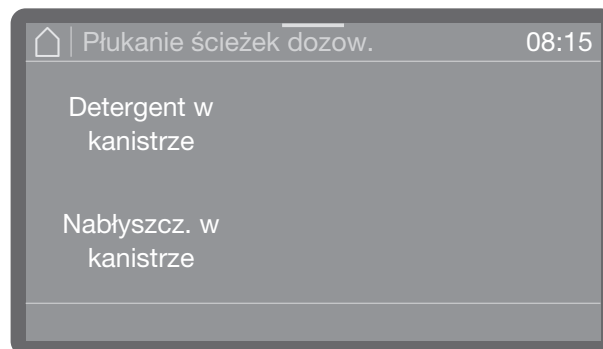 Płukanie ścieżek dozow. 08:15
Detergent w
kanistrze
Nabłyszcz. w
kanistrze